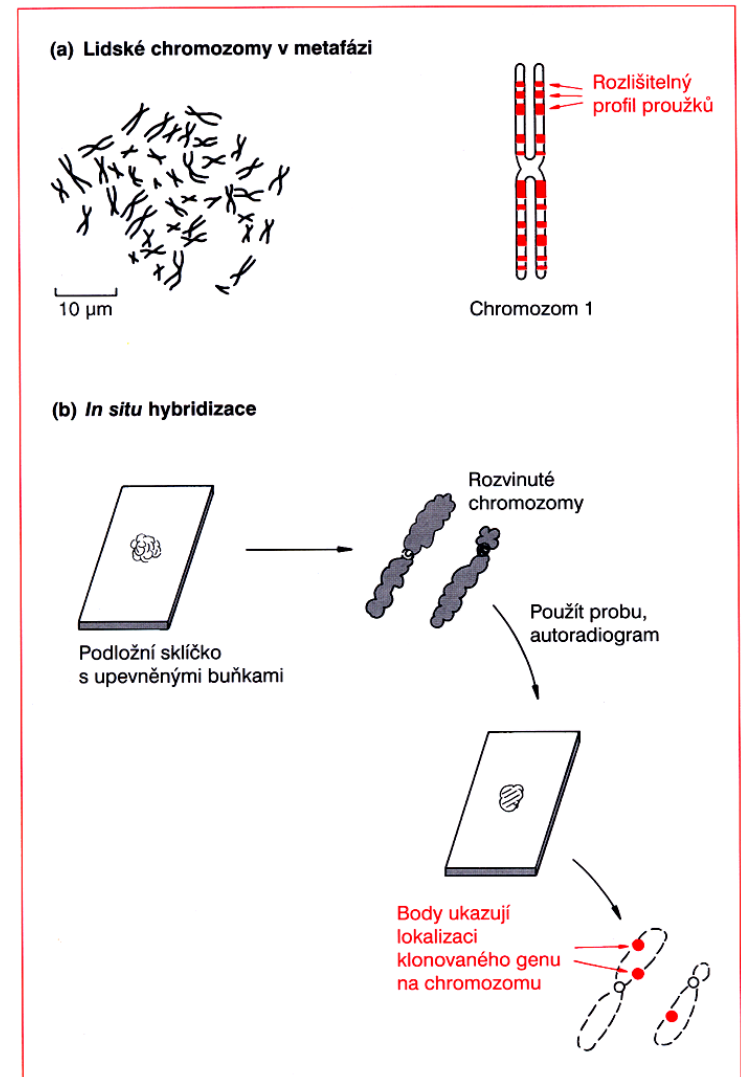 (a) Lidské chromozomy v metafázi
Rozlišitelný
profil proužků
10 µm
Chromozom 1
(b) In situ hybridizace
Rozvinuté
chromozomy
Podložní sklíčko
s upevněnými buňkami
Použít probu,
autoradiogram
Body ukazují
lokalizaci
klonovaného genu
na chromozomu